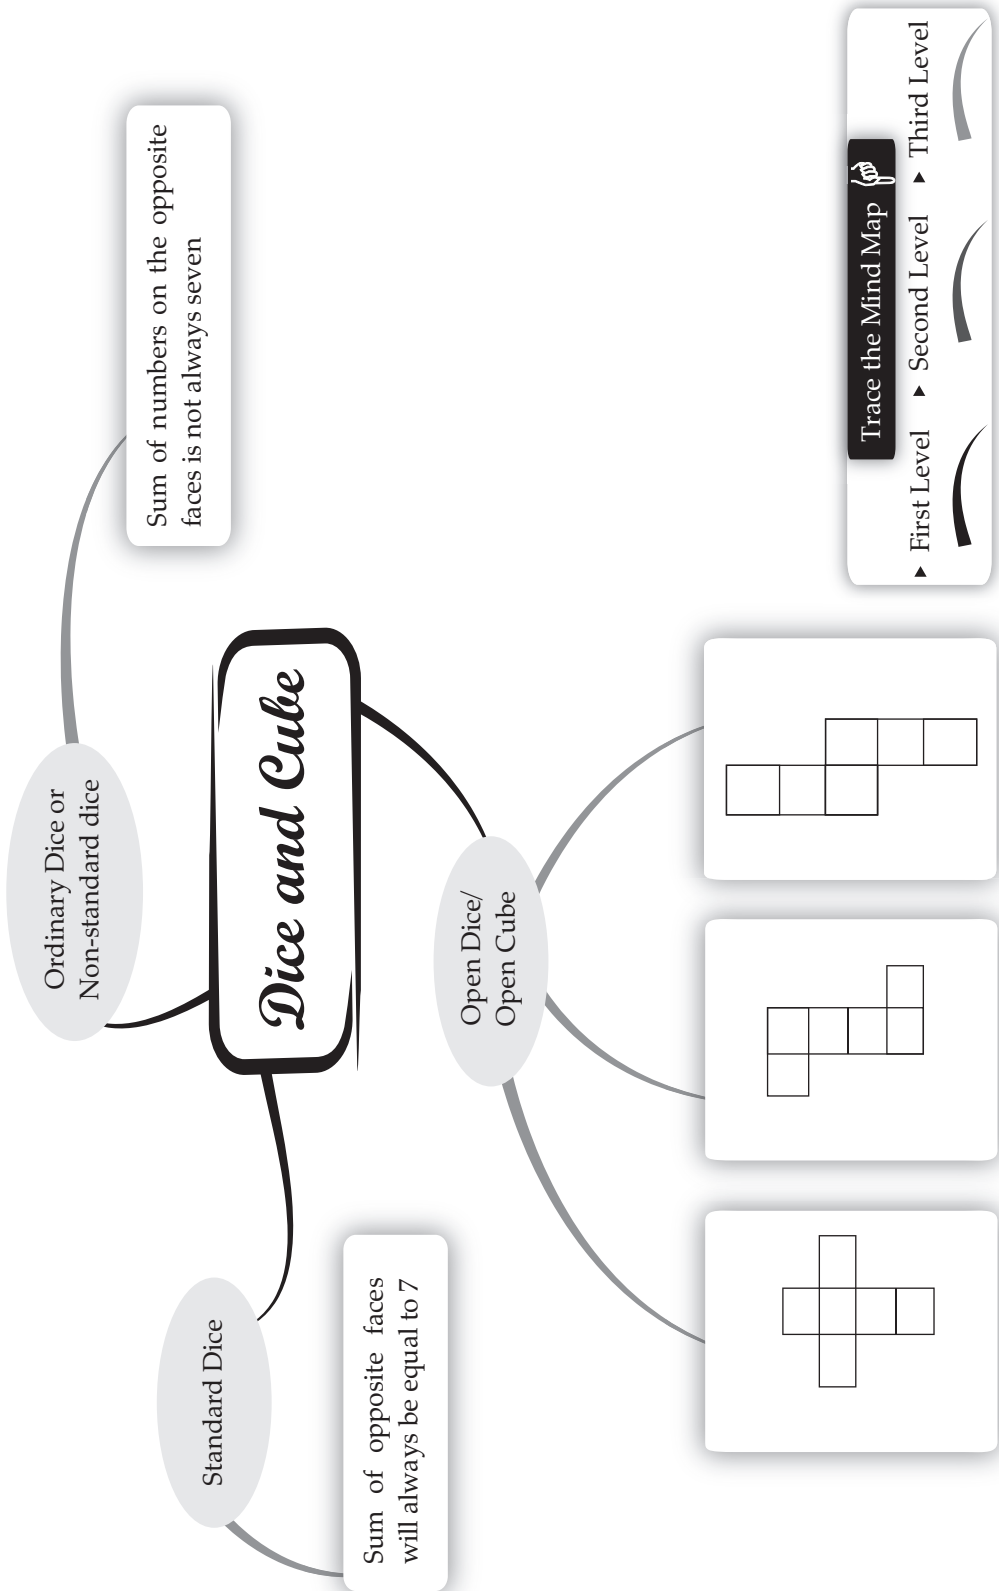 Dice and Cube
Standard Dice
Sum of opposite faces
will always be equal to 7
Ordinary Dice or
Non-standard dice
Sum of numbers on the opposite
faces is not always seven
Open Dice/
Open Cube
Trace the Mind Map
▶ First Level ▶ Second Level ▶ Third Level